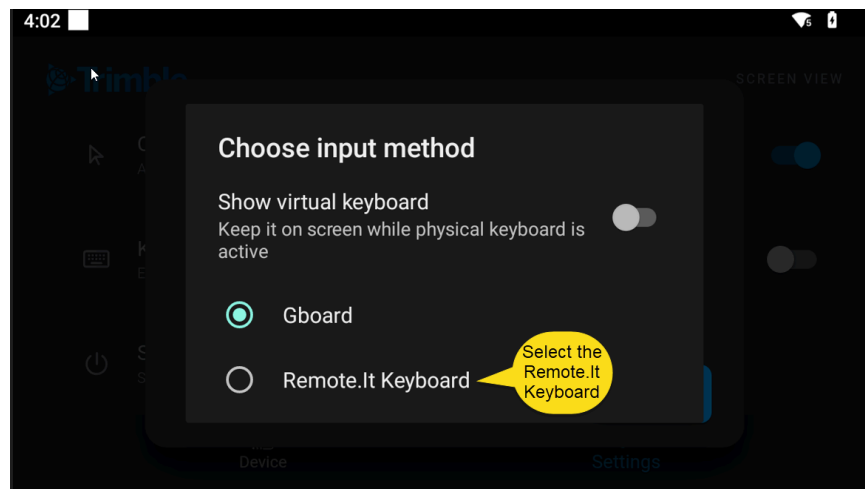 4:02
5
Trimble
SCREEN VIEW
Choose input method
Show virtual keyboard
Keep it on screen while physical keyboard is
active
Gboard
Remote.It Keyboard
Select the
Remote.It
Keyboard
Device
Settings